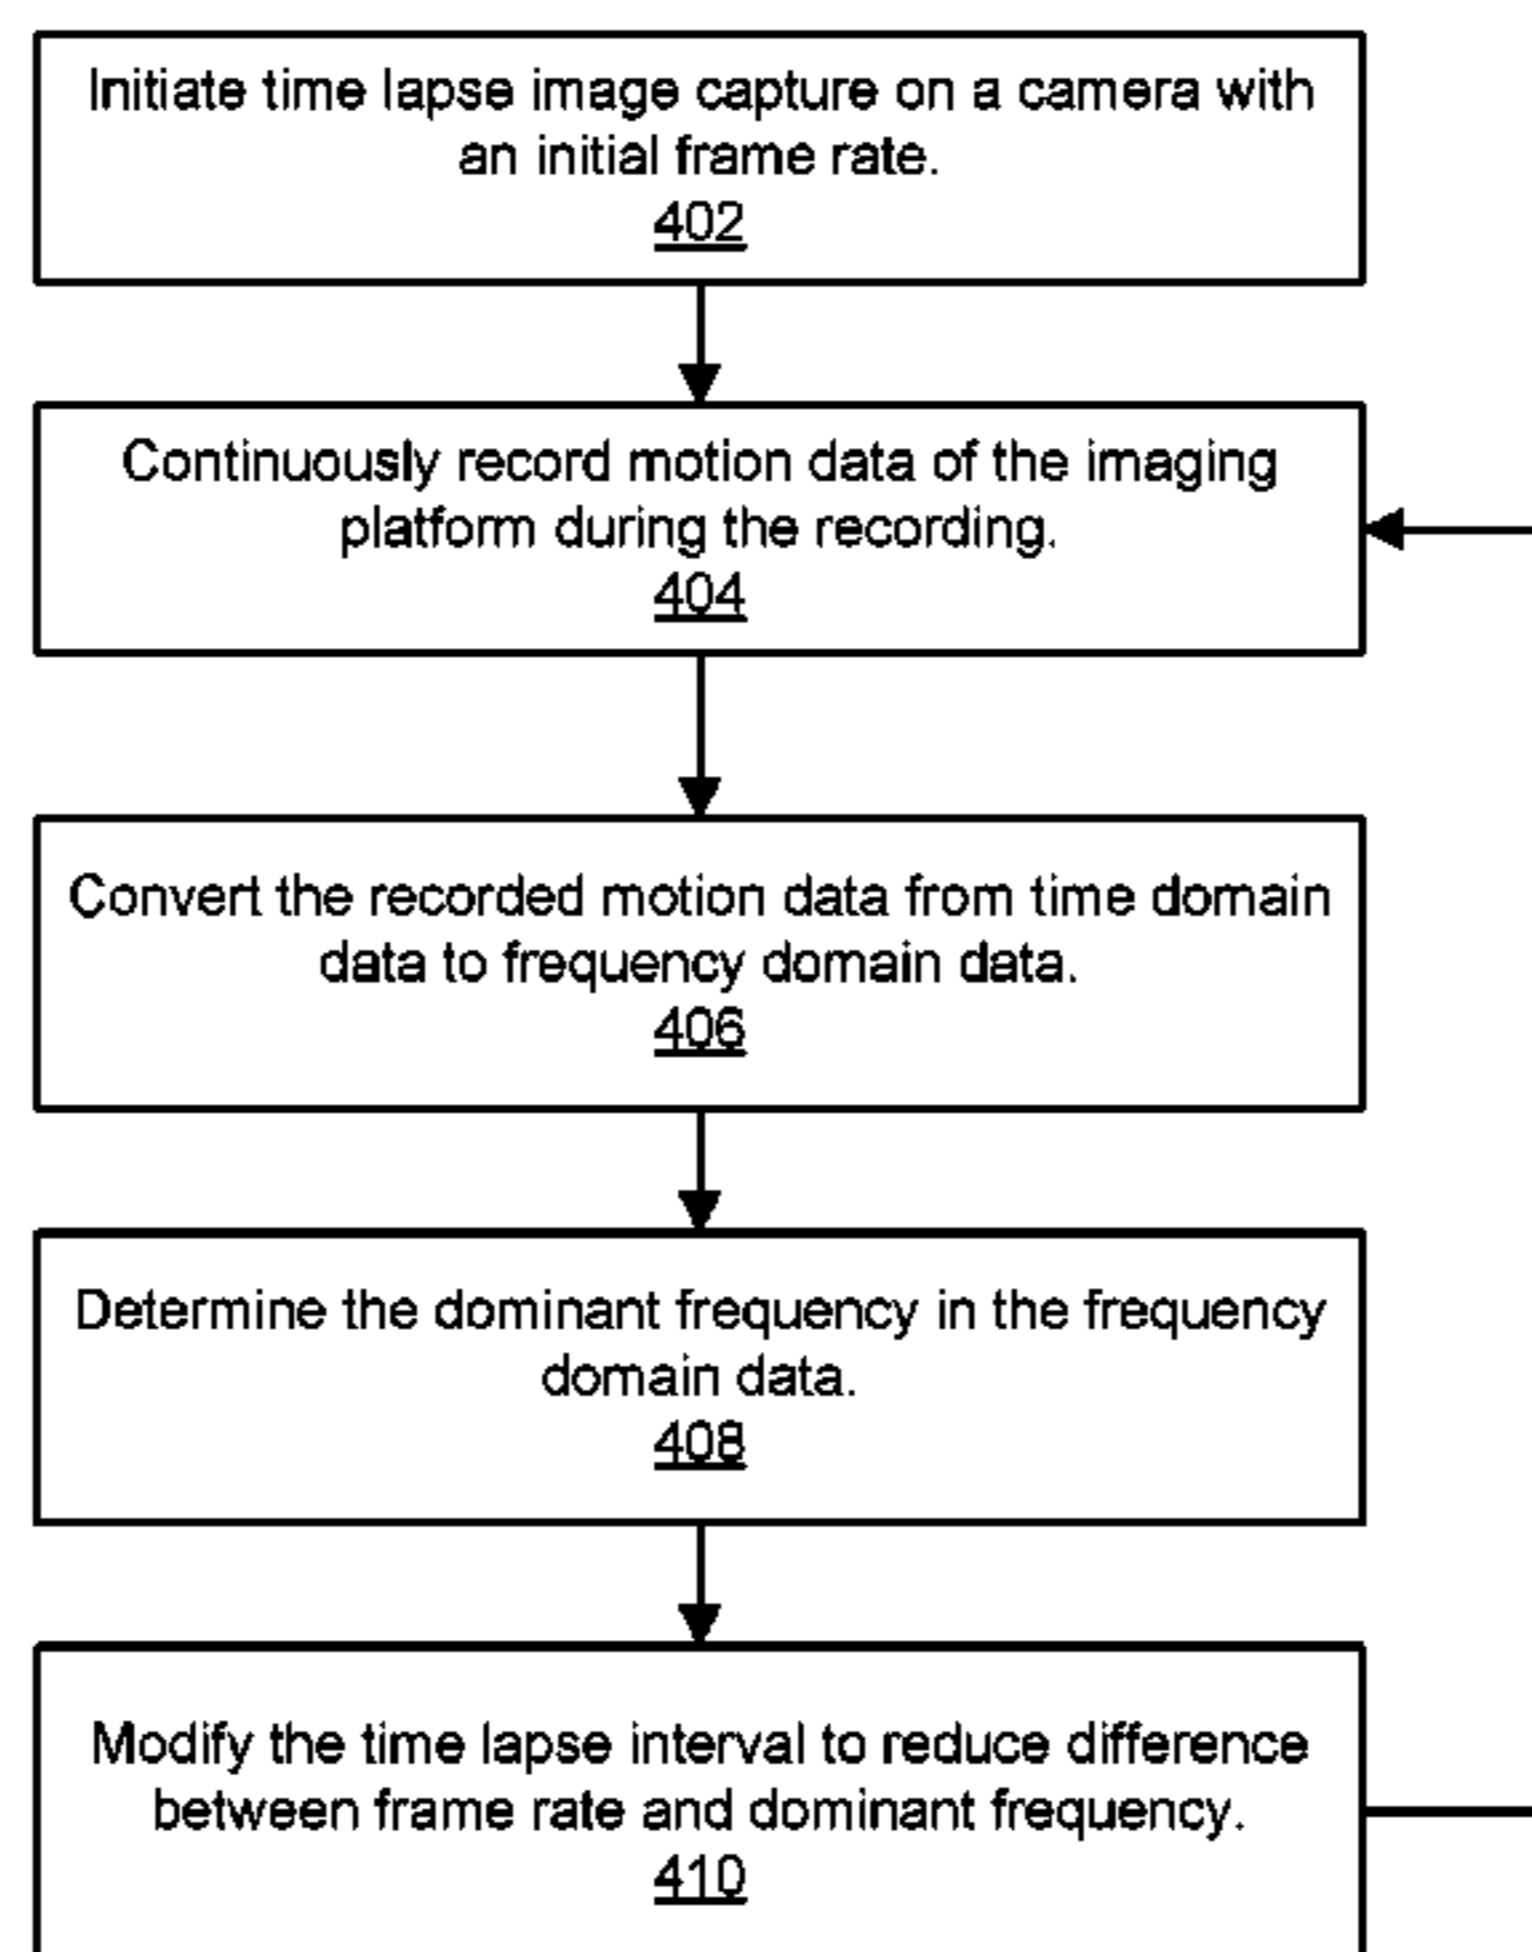 Initiate time lapse image capture on a camera with
an initial frame rate.
402
Continuously record motion data of the imaging
platform during the recording.
404
Convert the recorded motion data from time domain
data to frequency domain data.
406
Determine the dominant frequency in the frequency
domain data.
408
Modify the time lapse interval to reduce difference
between frame rate and dominant frequency.
410